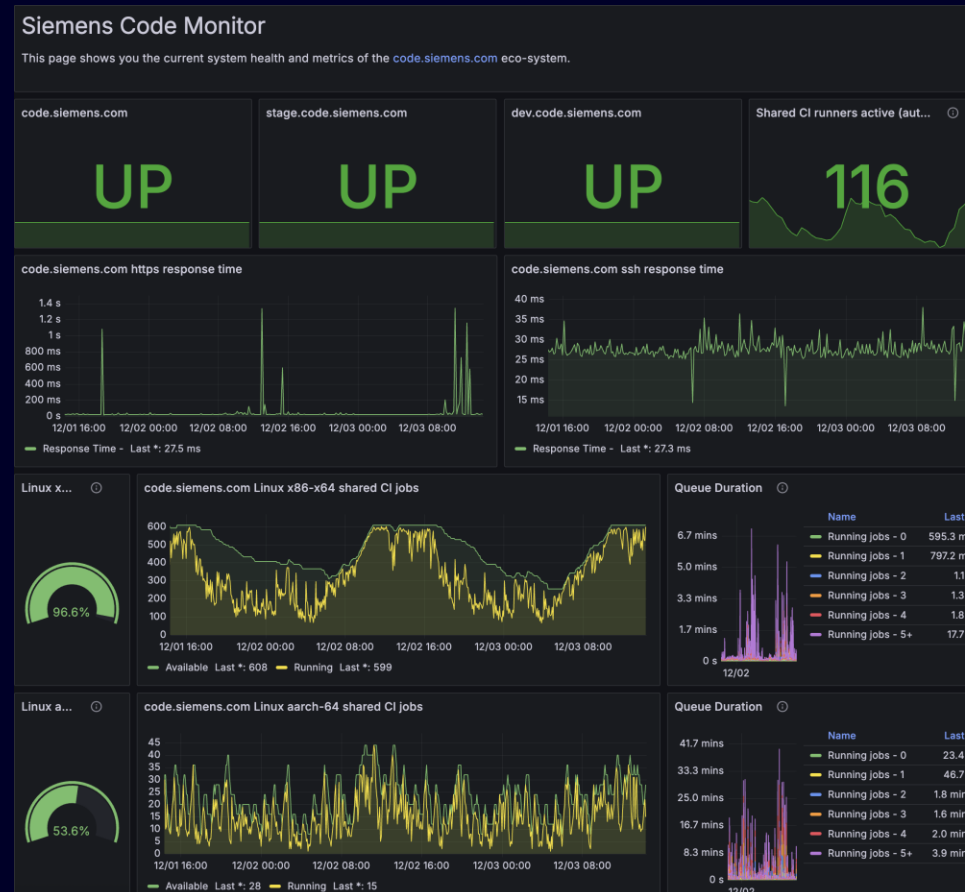 Siemens Code Monitor
This page shows you the current system health and metrics of the code.siemens.com eco-system.
code.siemens.com
stage.code.siemens.com
dev.code.siemens.com
Shared CI runners active (aut...
UP
UP
UP
116
code.siemens.com https response time
1.4 s
1.2 s
1 s
800 ms
600 ms
400 ms
200 ms
0 s
12/01 16:00 12/02 00:00 12/02 08:00 12/02 16:00 12/03 00:00 12/03 08:00
Response Time - Last *: 27.5 ms
code.siemens.com ssh response time
40 ms
35 ms
30 ms
25 ms
20 ms
15 ms
12/01 16:00 12/02 00:00 12/02 08:00 12/02 16:00 12/03 00:00 12/03 08:00
Response Time - Last *: 27.3 ms
Linux x...
96.6%
code.siemens.com Linux x86-x64 shared CI jobs
600
500
400
300
200
100
0
12/01 16:00 12/02 00:00 12/02 08:00 12/02 16:00 12/03 00:00 12/03 08:00
Available Last *: 608 Running Last *: 599
Queue Duration
6.7 mins
5.0 mins
3.3 mins
1.7 mins
0 s
12/02
Name Last
Running jobs - 0 595.3 m
Running jobs - 1 797.2 m
Running jobs - 2 1.1
Running jobs - 3 1.3
Running jobs - 4 1.8
Running jobs - 5+ 17.7
Linux a...
53.6%
code.siemens.com Linux aarch-64 shared CI jobs
45
40
35
30
25
20
15
10
5
0
12/01 16:00 12/02 00:00 12/02 08:00 12/02 16:00 12/03 00:00 12/03 08:00
Available Last *: 28 Running Last *: 15
Queue Duration
41.7 mins
33.3 mins
25.0 mins
16.7 mins
8.3 mins
0 s
12/02
Name Last
Running jobs - 0 23.4
Running jobs - 1 46.7
Running jobs - 2 1.8 min
Running jobs - 3 1.6 min
Running jobs - 4 2.0 min
Running jobs - 5+ 3.9 min